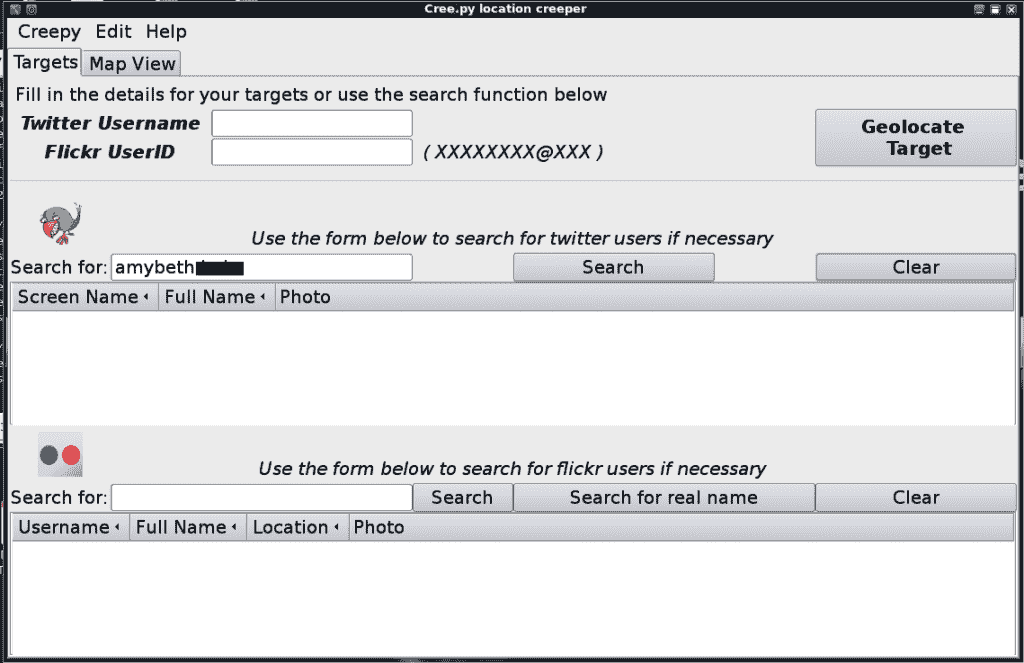 Cree.py location creeper
Creepy Edit Help
Targets Map View
Fill in the details for your targets or use the search function below
Twitter Username
Flickr UserID ( XXXXXXXX@XXX )
Geolocate
Target
Use the form below to search for twitter users if necessary
Search for: amybeth Search Clear
Screen Name Full Name Photo
Use the form below to search for flickr users if necessary
Search for: Search Search for real name Clear
Username Full Name Location Photo